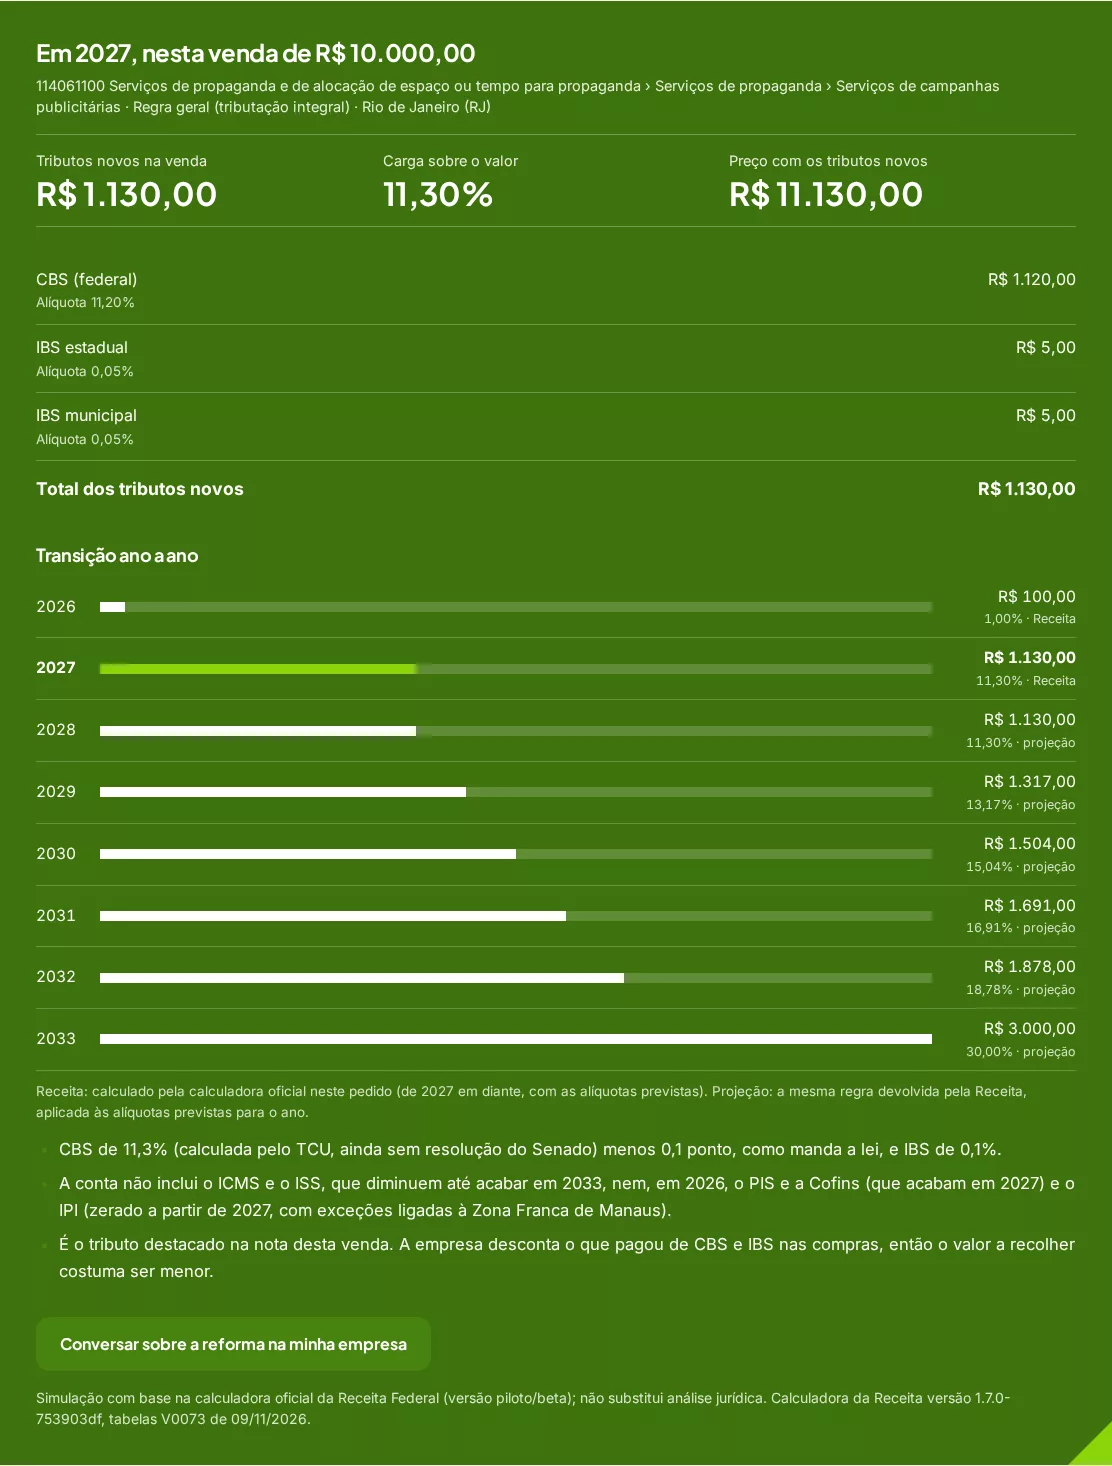 Em 2027, nesta venda de R$ 10.000,00
114061100 Serviços de propaganda e de alocação de espaço ou tempo para propaganda › Serviços de propaganda › Serviços de campanhas
publicitárias · Regra geral (tributação integral) · Rio de Janeiro (RJ)
Tributos novos na venda
R$ 1.130,00
Carga sobre o valor
11,30%
Preço com os tributos novos
R$ 11.130,00
CBS (federal) R$ 1.120,00
Alíquota 11,20%
IBS estadual R$ 5,00
Alíquota 0,05%
IBS municipal R$ 5,00
Alíquota 0,05%
Total dos tributos novos R$ 1.130,00
Transição ano a ano
2026 R$ 100,00
1,00% · Receita
2027 R$ 1.130,00
11,30% · Receita
2028 R$ 1.130,00
11,30% · projeção
2029 R$ 1.317,00
13,17% · projeção
2030 R$ 1.504,00
15,04% · projeção
2031 R$ 1.691,00
16,91% · projeção
2032 R$ 1.878,00
18,78% · projeção
2033 R$ 3.000,00
30,00% · projeção
Receita: calculado pela calculadora oficial neste pedido (de 2027 em diante, com as alíquotas previstas). Projeção: a mesma regra devolvida pela Receita,
aplicada às alíquotas previstas para o ano.
CBS de 11,3% (calculada pelo TCU, ainda sem resolução do Senado) menos 0,1 ponto, como manda a lei, e IBS de 0,1%.
A conta não inclui o ICMS e o ISS, que diminuem até acabar em 2033, nem, em 2026, o PIS e a Cofins (que acabam em 2027) e o
IPI (zerado a partir de 2027, com exceções ligadas à Zona Franca de Manaus).
É o tributo destacado na nota desta venda. A empresa desconta o que pagou de CBS e IBS nas compras, então o valor a recolher
costuma ser menor.
Conversar sobre a reforma na minha empresa
Simulação com base na calculadora oficial da Receita Federal (versão piloto/beta); não substitui análise jurídica. Calculadora da Receita versão 1.7.0-
753903df, tabelas V0073 de 09/11/2026.